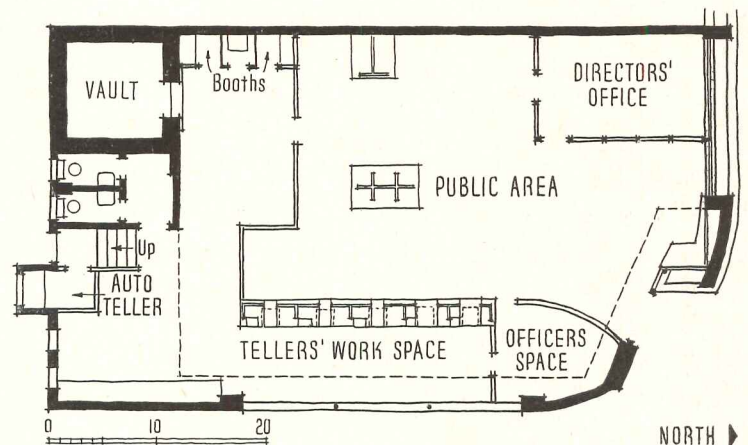 VAULT
Booths
DIRECTORS'
OFFICE
PUBLIC AREA
Up
AUTO
TELLER
TELLERS' WORK SPACE
OFFICERS
SPACE
0 10 20
NORTH